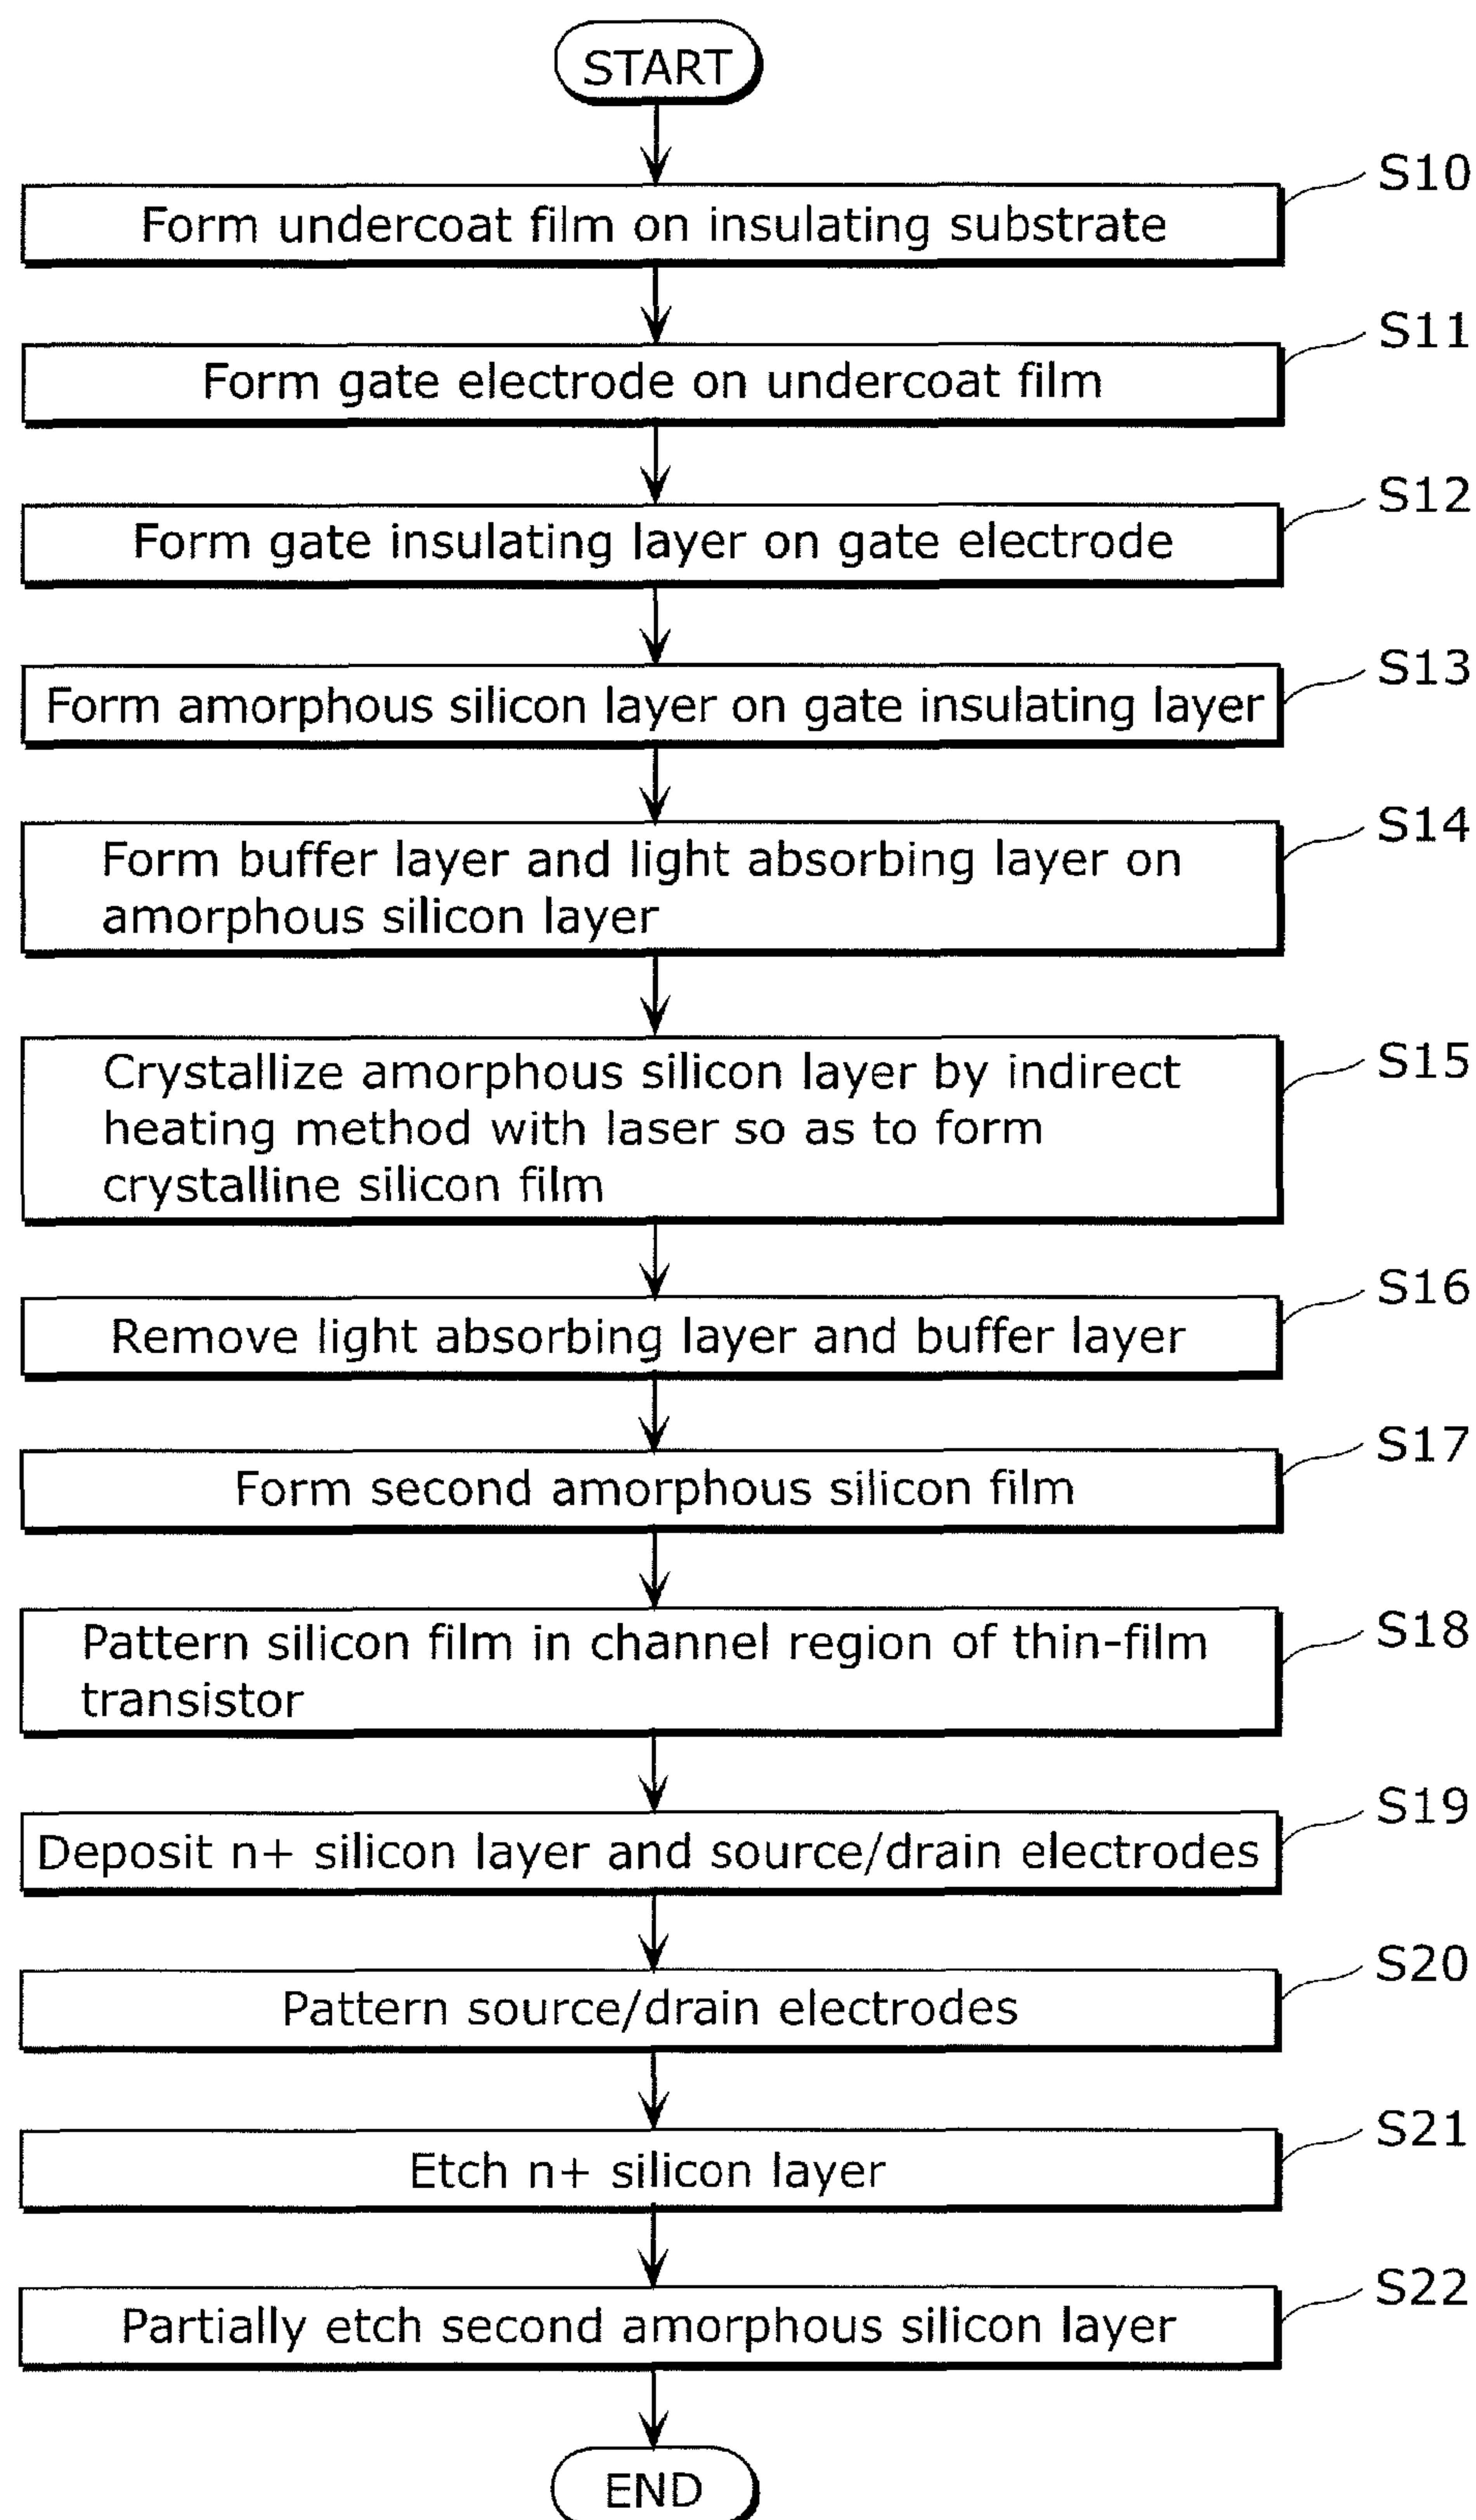 START
S10
Form undercoat film on insulating substrate
S11
Form gate electrode on undercoat film
S12
Form gate insulating layer on gate electrode
S13
Form amorphous silicon layer on gate insulating layer
S14
Form buffer layer and light absorbing layer on
amorphous silicon layer
S15
Crystallize amorphous silicon layer by indirect
heating method with laser so as to form
crystalline silicon film
S16
Remove light absorbing layer and buffer layer
S17
Form second amorphous silicon film
S18
Pattern silicon film in channel region of thin-film
transistor
S19
Deposit n+ silicon layer and source/drain electrodes
S20
Pattern source/drain electrodes
S21
Etch n+ silicon layer
S22
Partially etch second amorphous silicon layer
END